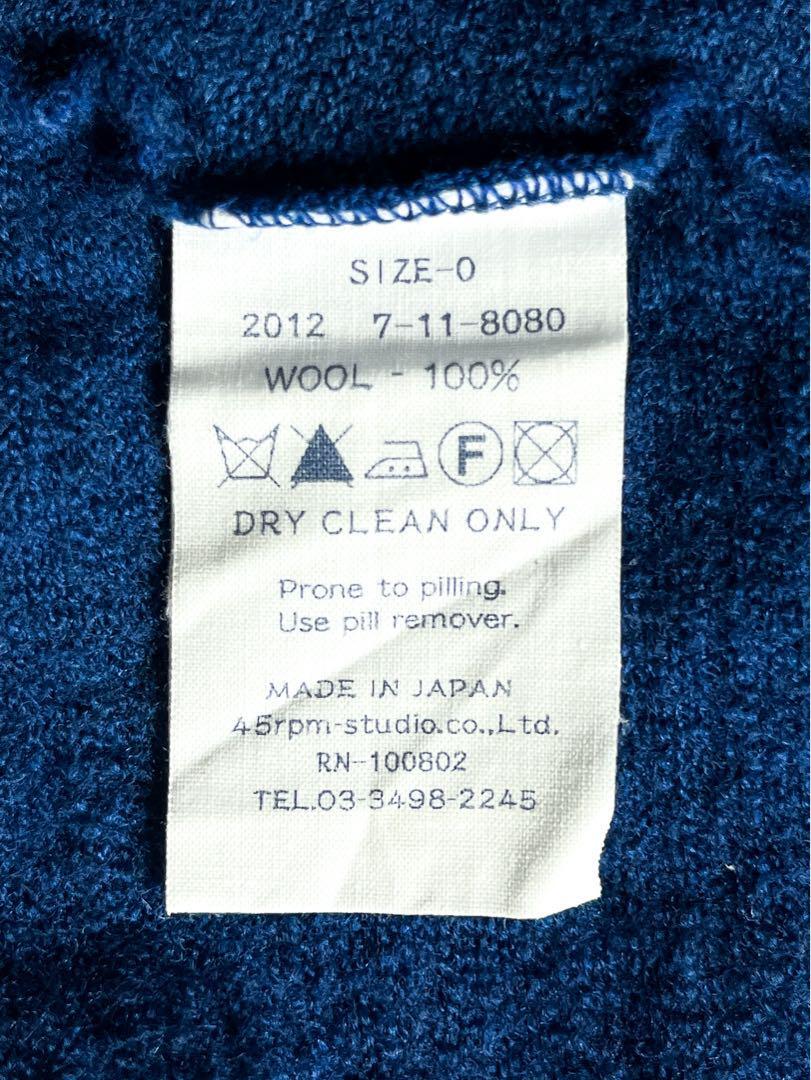 SIZE-0
2012 7-11-8080
WOOL - 100%
F
DRY CLEAN ONLY
Prone to pilling.
Use pill remover.
MADE IN JAPAN
45rpm-studio.co.,Ltd.
RN-100802
TEL.03-3498-2245